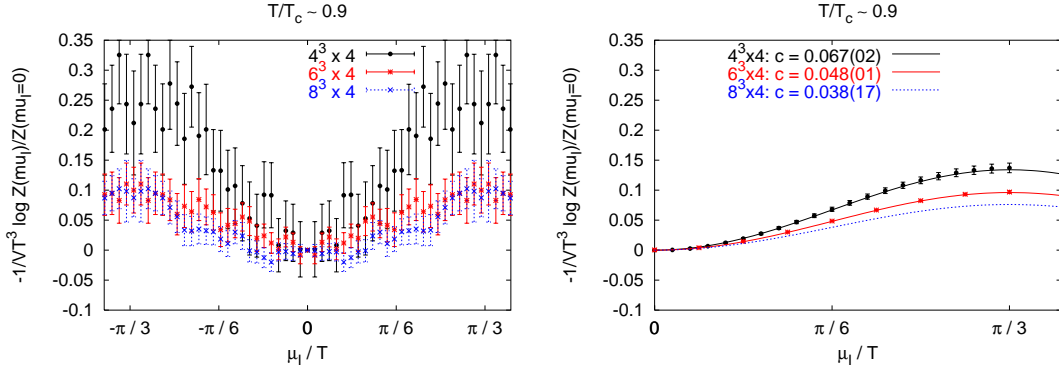 T/T_c ~ 0.9
-1/VT^3 log Z(mu_I)/Z(mu_I=0)
0.35
0.3
0.25
0.2
0.15
0.1
0.05
0
-0.05
-0.1
4^3 x 4
6^3 x 4
8^3 x 4
-π / 3
-π / 6
0
π / 6
π / 3
μ_I / T
T/T_c ~ 0.9
-1/VT^3 log Z(mu_I)/Z(mu_I=0)
0.35
0.3
0.25
0.2
0.15
0.1
0.05
0
-0.05
-0.1
4^3x4: c = 0.067(02)
6^3x4: c = 0.048(01)
8^3x4: c = 0.038(17)
0
π / 6
π / 3
μ_I / T